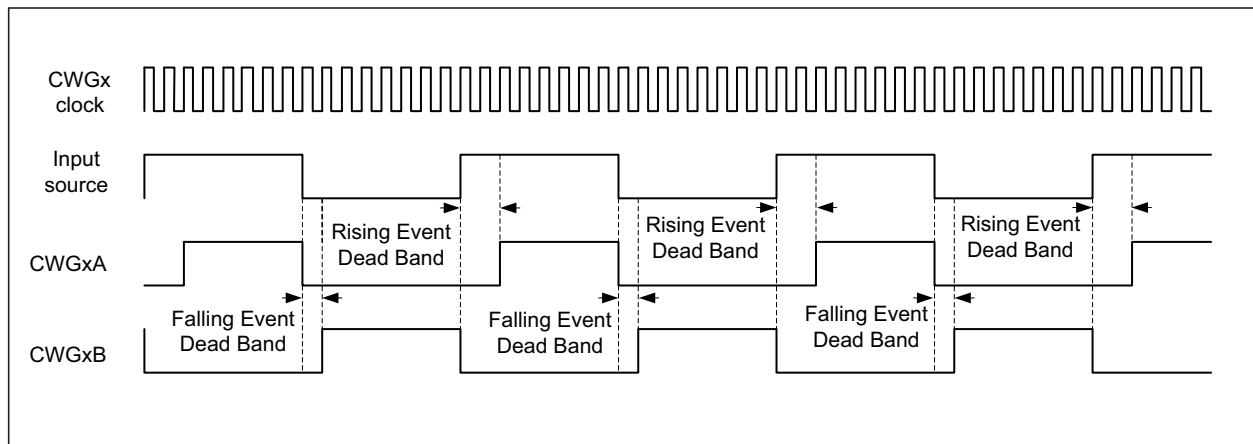 CWGx
clock
Input
source
Rising Event
Dead Band
Rising Event
Dead Band
Rising Event
Dead Band
CWGxA
Falling Event
Dead Band
Falling Event
Dead Band
Falling Event
Dead Band
CWGxB